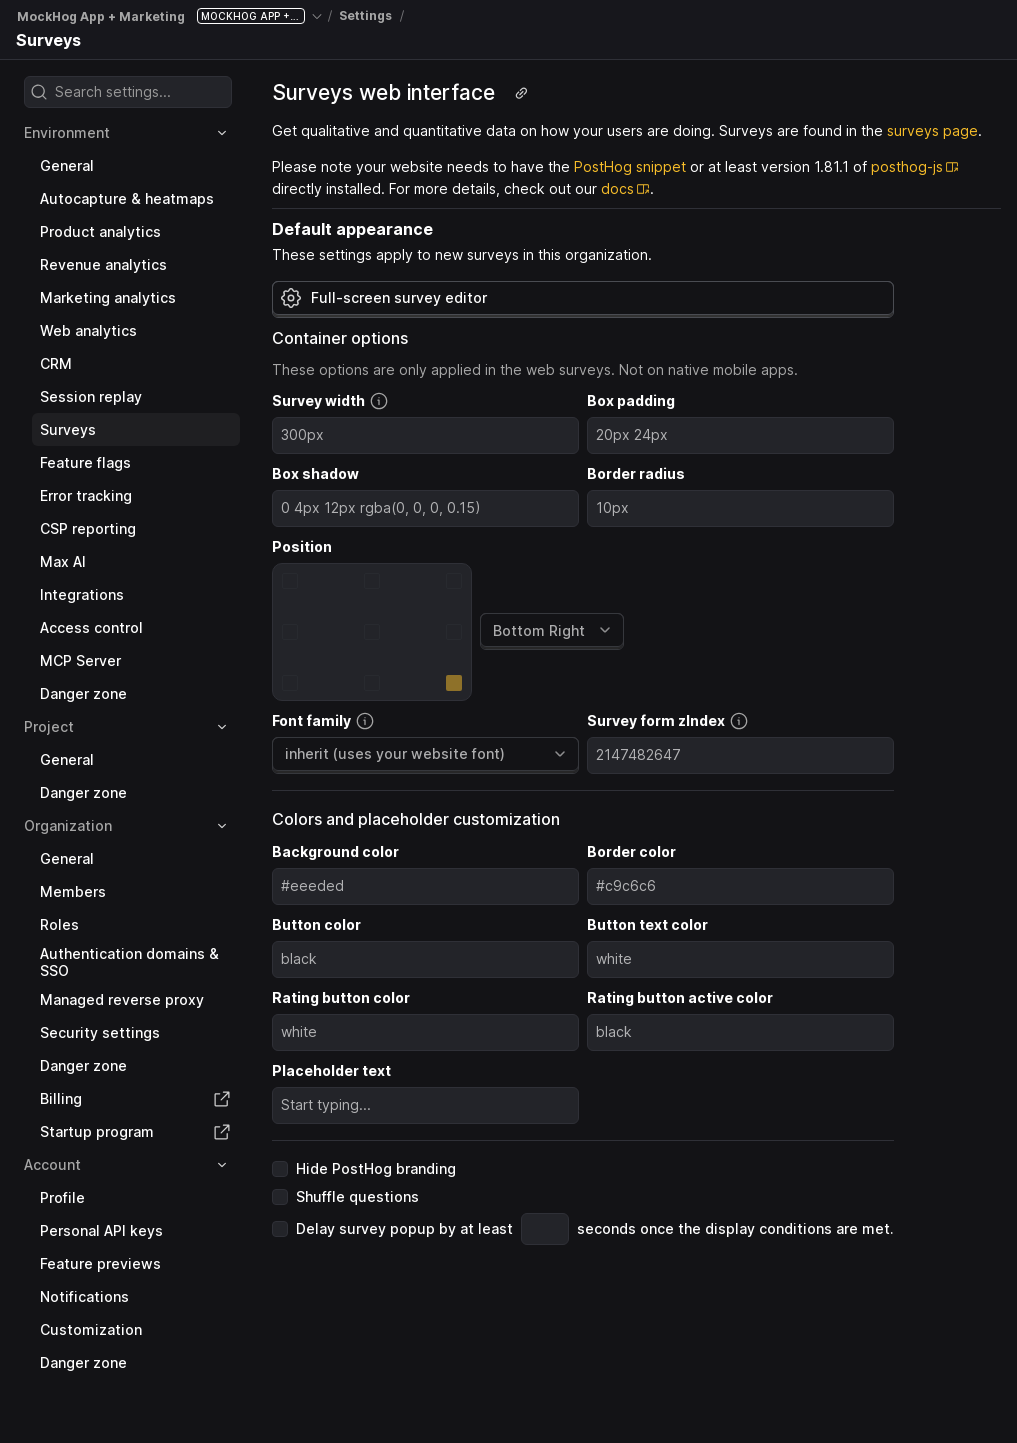 MockHog App + Marketing MOCKHOG APP +... / Settings /
Surveys
Search settings...
Environment
General
Autocapture & heatmaps
Product analytics
Revenue analytics
Marketing analytics
Web analytics
CRM
Session replay
Surveys
Feature flags
Error tracking
CSP reporting
Max AI
Integrations
Access control
MCP Server
Danger zone
Project
General
Danger zone
Organization
General
Members
Roles
Authentication domains &
SSO
Managed reverse proxy
Security settings
Danger zone
Billing
Startup program
Account
Profile
Personal API keys
Feature previews
Notifications
Customization
Danger zone
Surveys web interface
Get qualitative and quantitative data on how your users are doing. Surveys are found in the surveys page.
Please note your website needs to have the PostHog snippet or at least version 1.81.1 of posthog-js
directly installed. For more details, check out our docs.
Default appearance
These settings apply to new surveys in this organization.
Full-screen survey editor
Container options
These options are only applied in the web surveys. Not on native mobile apps.
Survey width Box padding
300px 20px 24px
Box shadow Border radius
0 4px 12px rgba(0, 0, 0, 0.15) 10px
Position
Bottom Right
Font family Survey form zIndex
inherit (uses your website font) 2147482647
Colors and placeholder customization
Background color Border color
#eeeded #c9c6c6
Button color Button text color
black white
Rating button color Rating button active color
white black
Placeholder text
Start typing...
Hide PostHog branding
Shuffle questions
Delay survey popup by at least seconds once the display conditions are met.